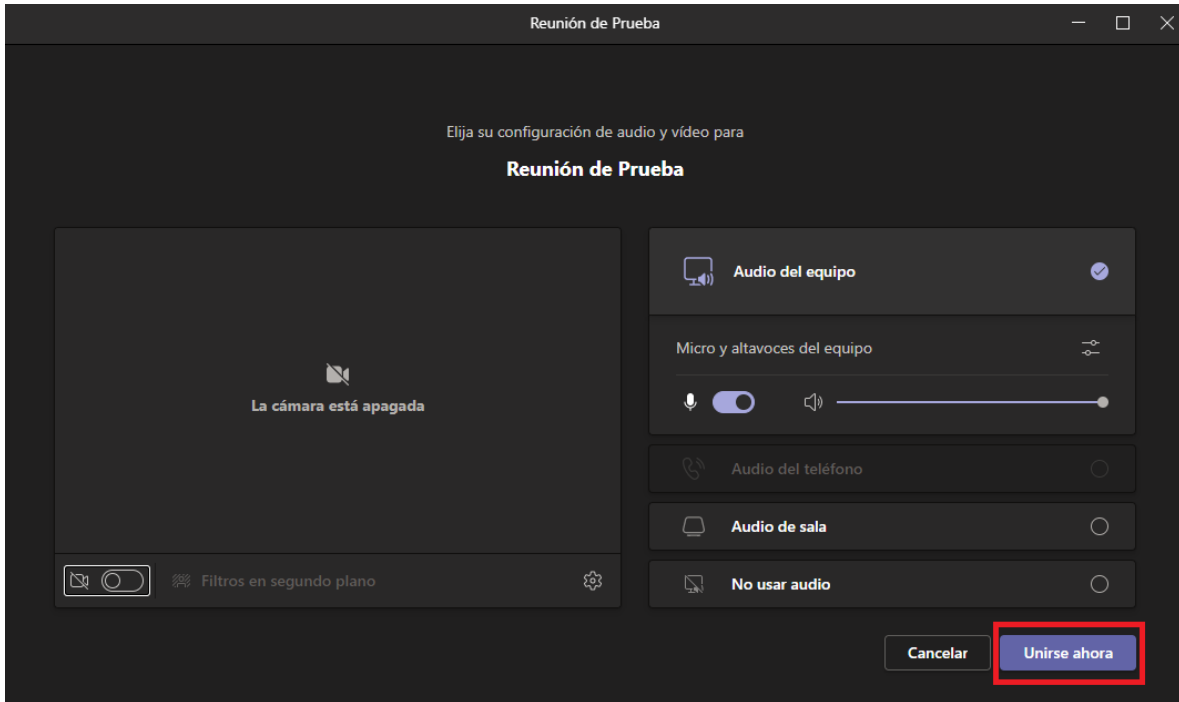 Reunión de Prueba
Elija su configuración de audio y vídeo para
Reunión de Prueba
La cámara está apagada
Filtros en segundo plano
Audio del equipo
Micro y altavoces del equipo
Audio del teléfono
Audio de sala
No usar audio
Cancelar
Unirse ahora